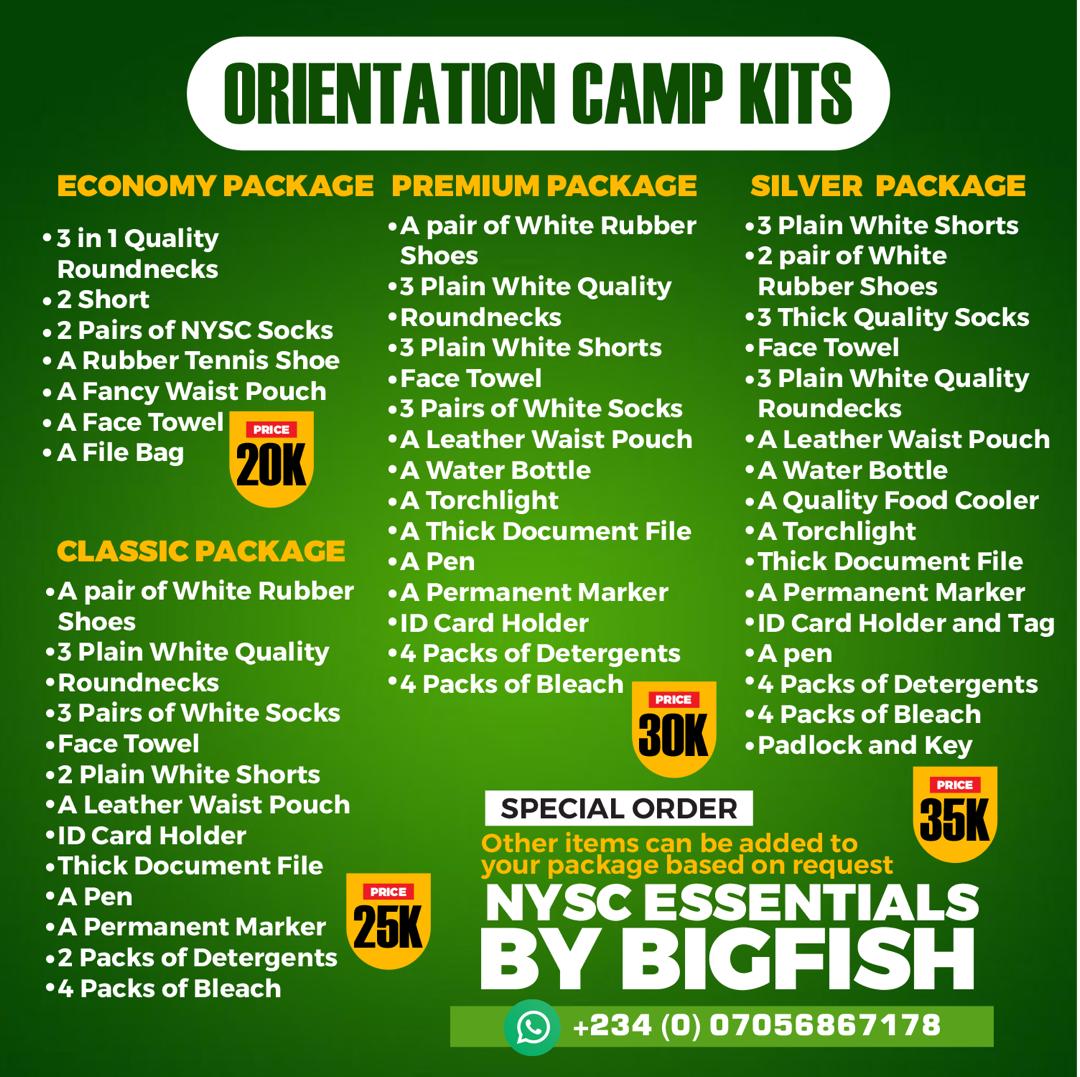 ORIENTATION CAMP KITS
ECONOMY PACKAGE
• 3 in 1 Quality
Roundnecks
• 2 Short
• 2 Pairs of NYSC Socks
• A Rubber Tennis Shoe
• A Fancy Waist Pouch
• A Face Towel
• A File Bag
PRICE
20K
CLASSIC PACKAGE
• A pair of White Rubber
Shoes
• 3 Plain White Quality
• Roundnecks
• 3 Pairs of White Socks
• Face Towel
• 2 Plain White Shorts
• A Leather Waist Pouch
• ID Card Holder
• Thick Document File
• A Pen
• A Permanent Marker
• 2 Packs of Detergents
• 4 Packs of Bleach
PRICE
25K
PREMIUM PACKAGE
• A pair of White Rubber
Shoes
• 3 Plain White Quality
• Roundnecks
• 3 Plain White Shorts
• Face Towel
• 3 Pairs of White Socks
• A Leather Waist Pouch
• A Water Bottle
• A Torchlight
• A Thick Document File
• A Pen
• A Permanent Marker
• ID Card Holder
• 4 Packs of Detergents
• 4 Packs of Bleach
PRICE
30K
SILVER PACKAGE
• 3 Plain White Shorts
• 2 pair of White
Rubber Shoes
• 3 Thick Quality Socks
• Face Towel
• 3 Plain White Quality
Roundecks
• A Leather Waist Pouch
• A Water Bottle
• A Quality Food Cooler
• A Torchlight
• Thick Document File
• A Permanent Marker
• ID Card Holder and Tag
• A pen
• 4 Packs of Detergents
• 4 Packs of Bleach
• Padlock and Key
PRICE
35K
SPECIAL ORDER
Other items can be added to
your package based on request
NYSC ESSENTIALS
BY BIGFISH
+234 (0) 07056867178